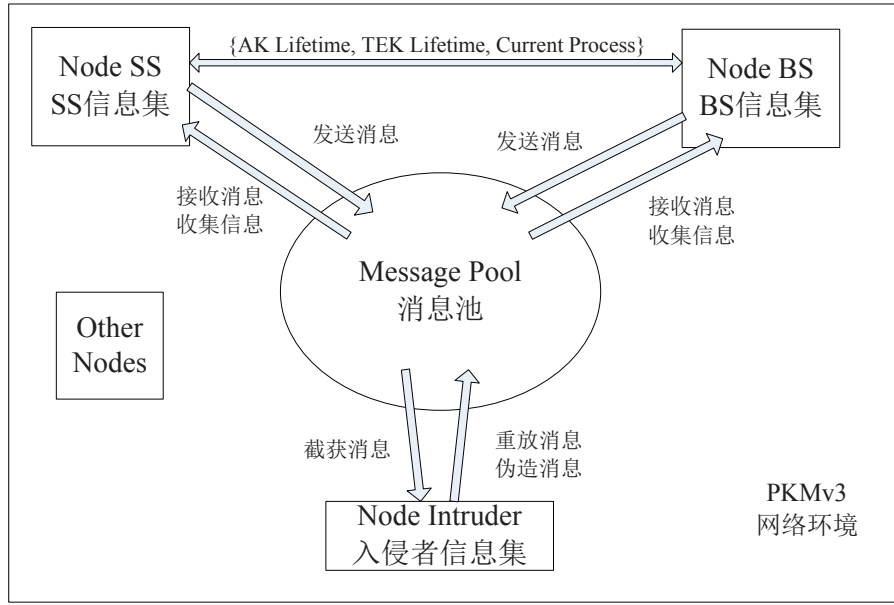 {AK Lifetime, TEK Lifetime, Current Process}
Node SS
SS信息集
Node BS
BS信息集
发送消息
发送消息
接收消息
收集信息
接收消息
收集信息
Message Pool
消息池
Other
Nodes
截获消息
重放消息
伪造消息
Node Intruder
入侵者信息集
PKMv3
网络环境